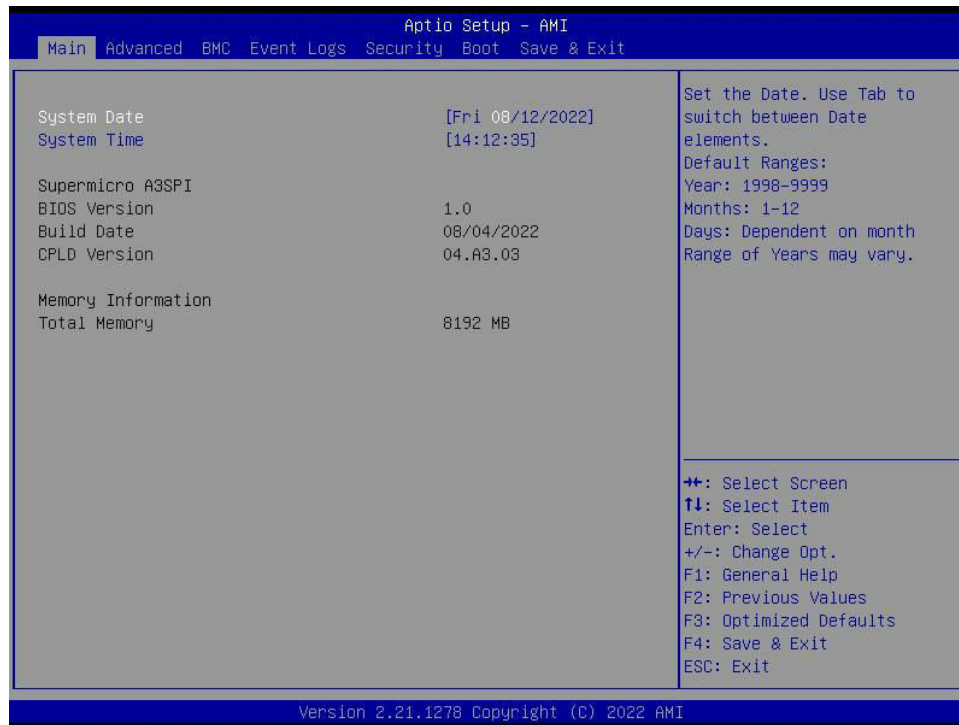 Aptio Setup – AMI
Main Advanced BMC Event Logs Security Boot Save & Exit
System Date [Fri 08/12/2022]
System Time [14:12:35]
Supermicro A3SPI
BIOS Version 1.0
Build Date 08/04/2022
CPLD Version 04.A3.03
Memory Information
Total Memory 8192 MB
Set the Date. Use Tab to
switch between Date
elements.
Default Ranges:
Year: 1998-9999
Months: 1-12
Days: Dependent on month
Range of Years may vary.
→←: Select Screen
↑↓: Select Item
Enter: Select
+/-: Change Opt.
F1: General Help
F2: Previous Values
F3: Optimized Defaults
F4: Save & Exit
ESC: Exit
Version 2.21.1278 Copyright (C) 2022 AMI